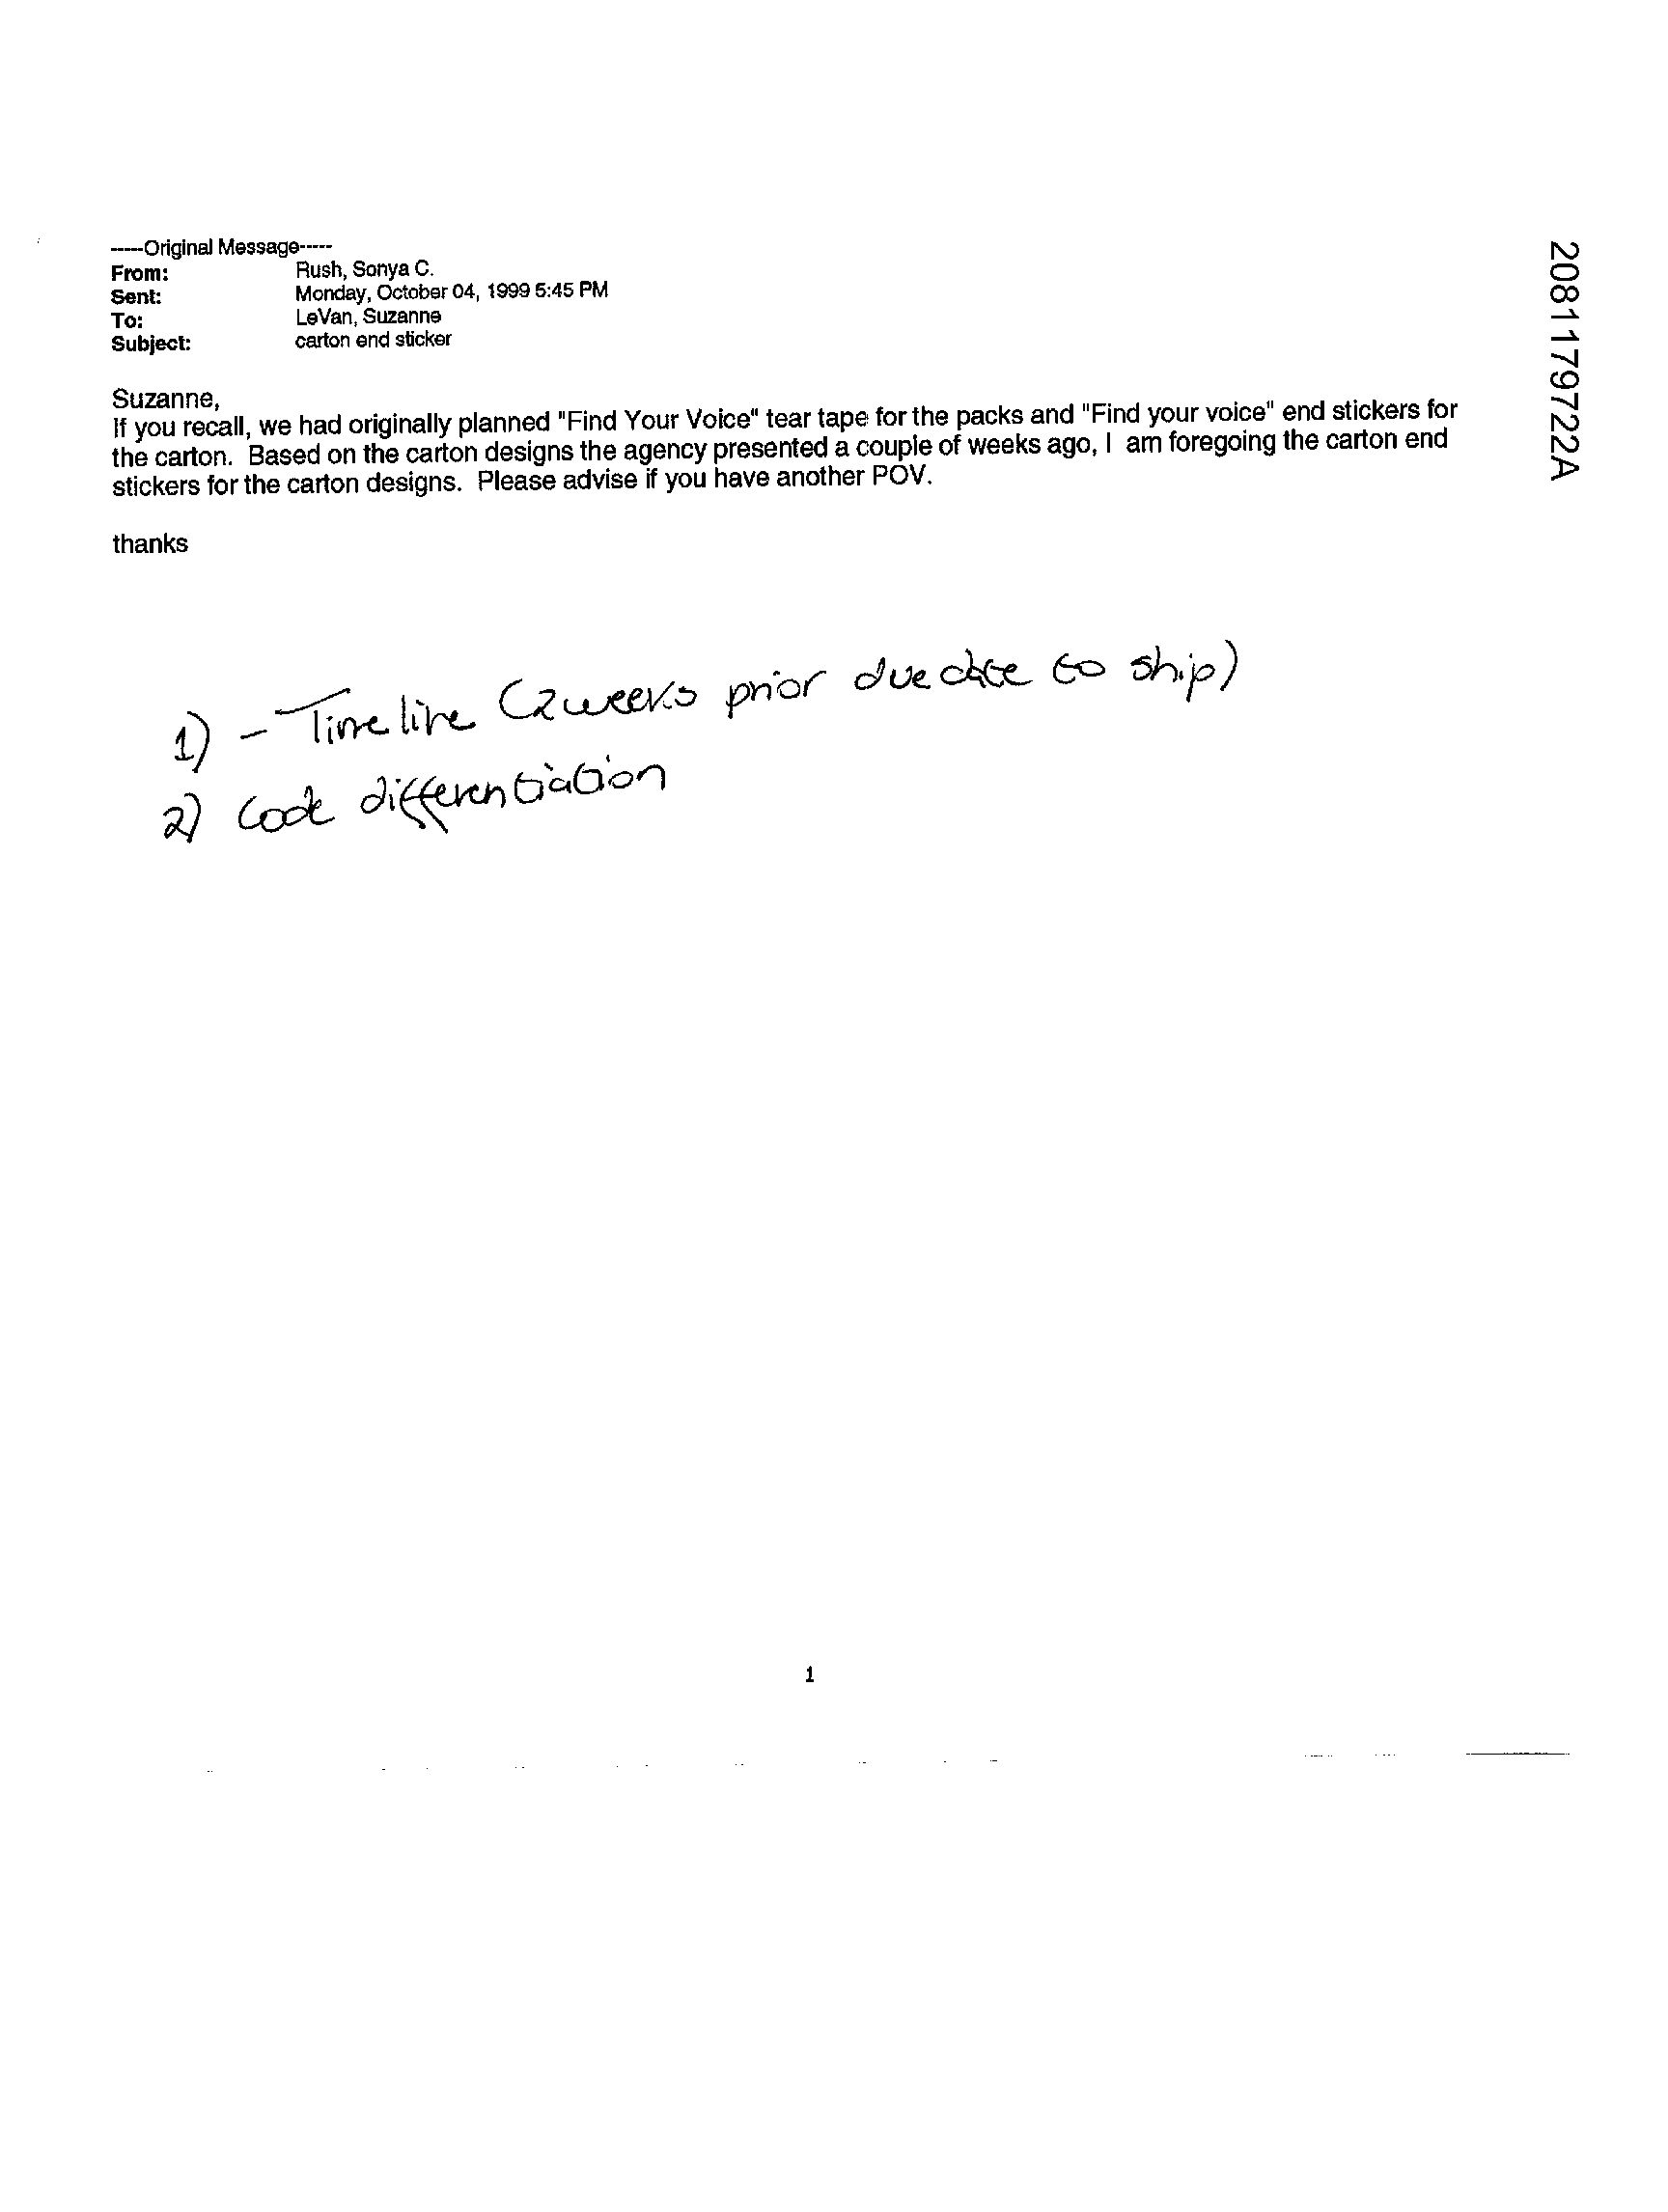 -----Original Message-----
From: Rush, Sonya C.
Sent: Monday, October 04, 1999 5:45 PM
To: LeVan, Suzanne
Subject: carton end sticker
Suzanne,
If you recall, we had originally planned "Find Your Voice" tear tape for the packs and "Find your voice" end stickers for
the carton. Based on the carton designs the agency presented a couple of weeks ago, I am foregoing the carton end
stickers for the carton designs. Please advise if you have another POV.
thanks
1) - Timeline (2 weeks prior due date to ship)
2) Code differentiation
1
2081179722A